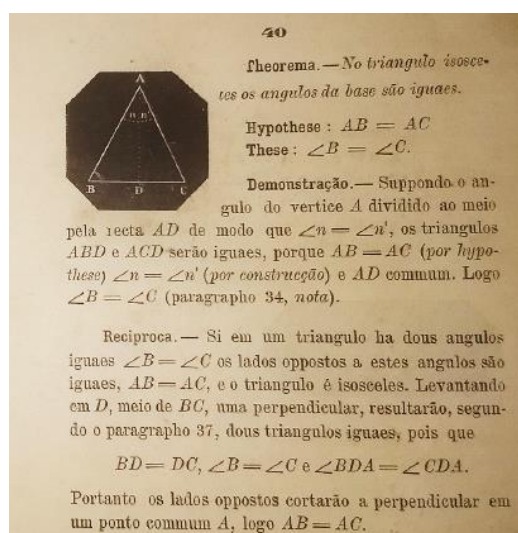 40
Theorema.—No triangulo isosce-
les os angulos da base são iguaes.
Hypothese : AB = AC
These : ∠B = ∠C.
A
n n'
B D C
Demonstração.— Suppondo o an-
gulo do vertice A dividido ao meio
pela recta AD de modo que ∠n = ∠n', os triangulos
ABD e ACD serão iguaes, porque AB = AC (por hypo-
these) ∠n = ∠n' (por construcção) e AD commum. Logo
∠B = ∠C (paragrapho 34, nota).
Reciproca.— Si em um triangulo ha dous angulos
iguaes ∠B = ∠C os lados oppostos a estes angulos são
iguaes, AB = AC, e o triangulo é isosceles. Levantando
em D, meio de BC, uma perpendicular, resultarão, segun-
do o paragrapho 37, dous triangulos iguaes, pois que
BD = DC, ∠B = ∠C e ∠BDA = ∠CDA.
Portanto os lados oppostos cortarão a perpendicular em
um ponto commum A, logo AB = AC.